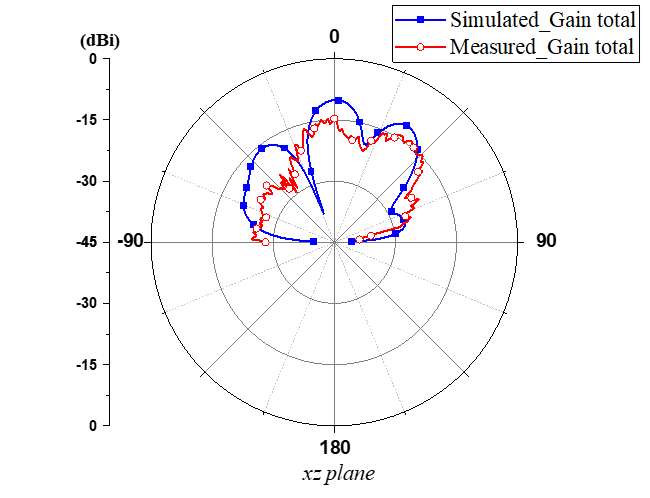 Simulated_Gain total
Measured_Gain total
(dBi)
0
0
-15
-30
-45
-30
-15
0
-90
90
180
xz plane